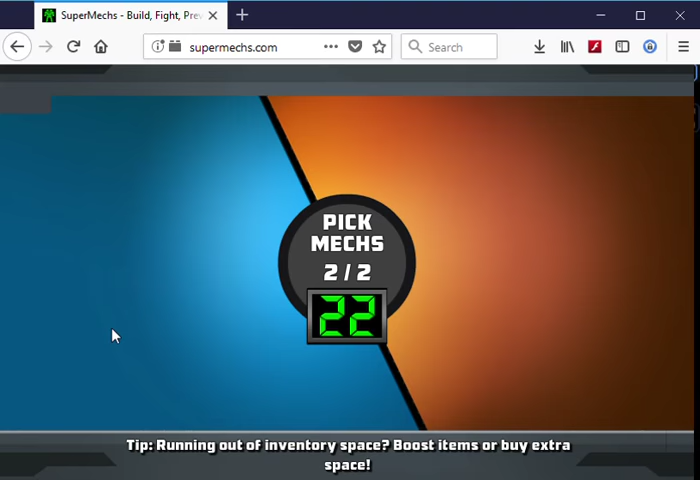 SuperMechs - Build, Fight, Prev
supermechs.com
Search
PICK
MECHS
2 / 2
22
Tip: Running out of inventory space? Boost items or buy extra
space!